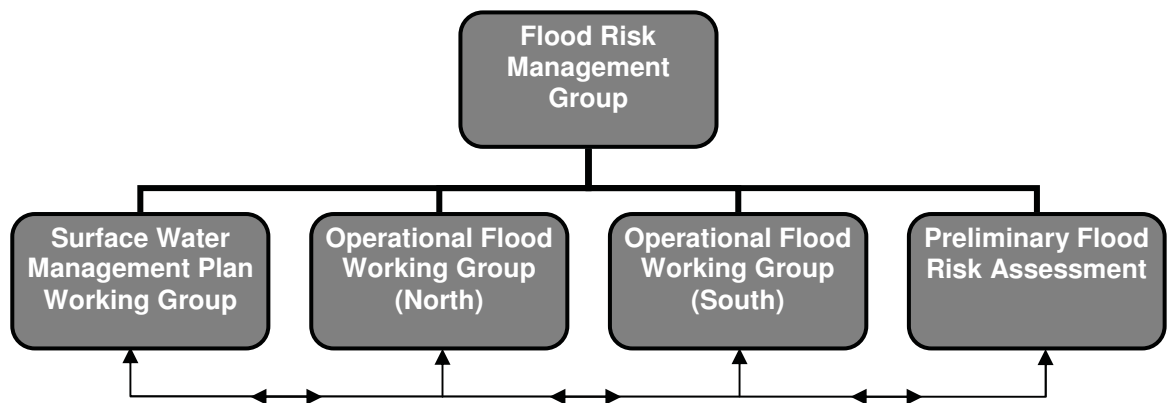 Flood Risk
Management
Group
Surface Water
Management Plan
Working Group
Operational Flood
Working Group
(North)
Operational Flood
Working Group
(South)
Preliminary Flood
Risk Assessment